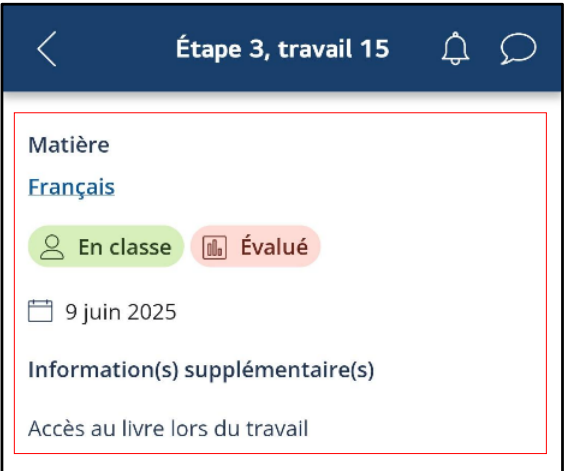 Étape 3, travail 15
Matière
Français
En classe Évalué
9 juin 2025
Information(s) supplémentaire(s)
Accès au livre lors du travail